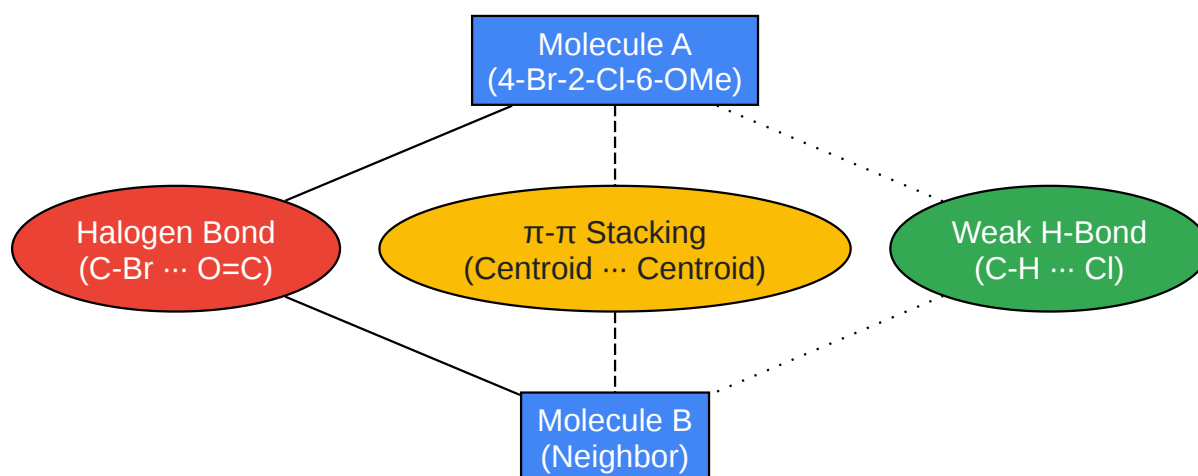 Molecule A
(4-Br-2-Cl-6-OMe)
Halogen Bond
(C-Br ··· O=C)
π-π Stacking
(Centroid ··· Centroid)
Weak H-Bond
(C-H ··· Cl)
Molecule B
(Neighbor)